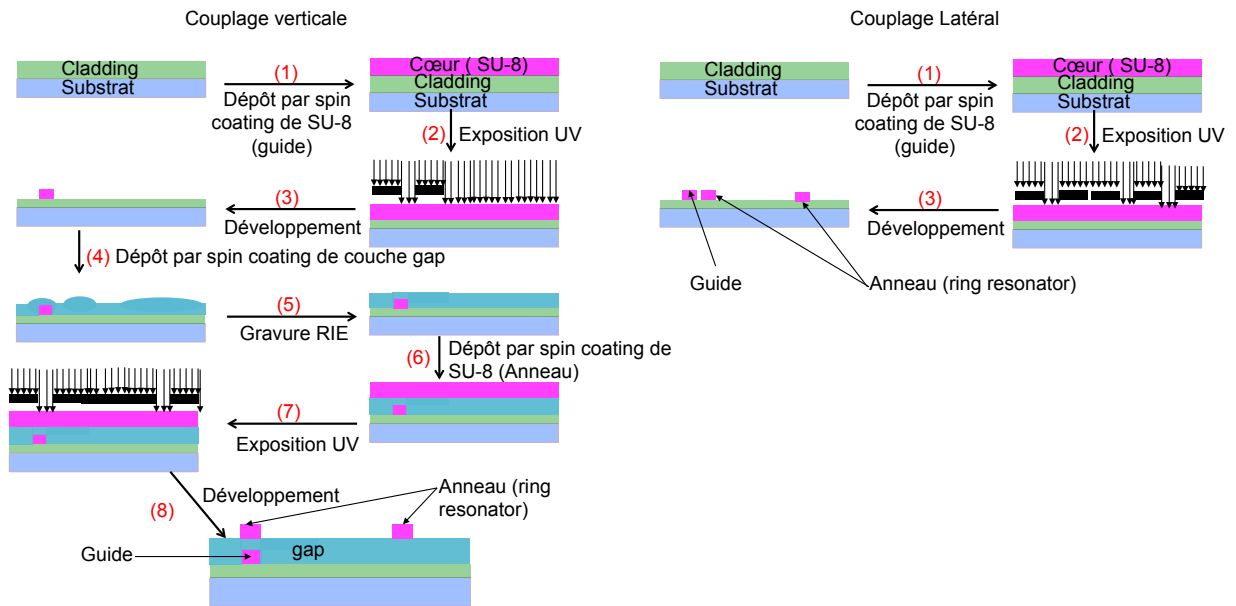 Couplage verticale
Cladding
Substrat
(1)
Dépôt par spin
coating de SU-8
(guide)
Cœur ( SU-8)
Cladding
Substrat
(2)
Exposition UV
(3)
Développement
(4) Dépôt par spin coating de couche gap
(5)
Gravure RIE
(6)
Dépôt par spin coating de
SU-8 (Anneau)
(7)
Exposition UV
(8)
Développement
Anneau (ring
resonator)
Guide
gap
Couplage Latéral
Cladding
Substrat
(1)
Dépôt par spin
coating de SU-8
(guide)
Cœur ( SU-8)
Cladding
Substrat
(2)
Exposition UV
(3)
Développement
Guide
Anneau (ring resonator)